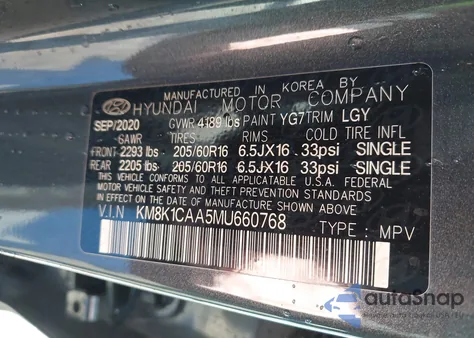 MANUFACTURED IN KOREA BY
HYUNDAI MOTOR COMPANY
SEP/2020 GVWR 4189 lbs PAINT YG7 TRIM LGY
GAWR TIRES RIMS COLD TIRE INFL
FRONT 2293 lbs 205/60R16 6.5JX16 33psi SINGLE
REAR 2205 lbs 205/60R16 6.5JX16 33psi SINGLE
THIS VEHICLE CONFORMS TO ALL APPLICABLE U.S.A. FEDERAL
MOTOR VEHICLE SAFETY AND THEFT PREVENTION STANDARDS
IN EFFECT ON THE DATE OF MANUFACTURE SHOWN ABOVE.
V.I.N KM8K1CAA5MU660768
TYPE : MPV
autoSnap